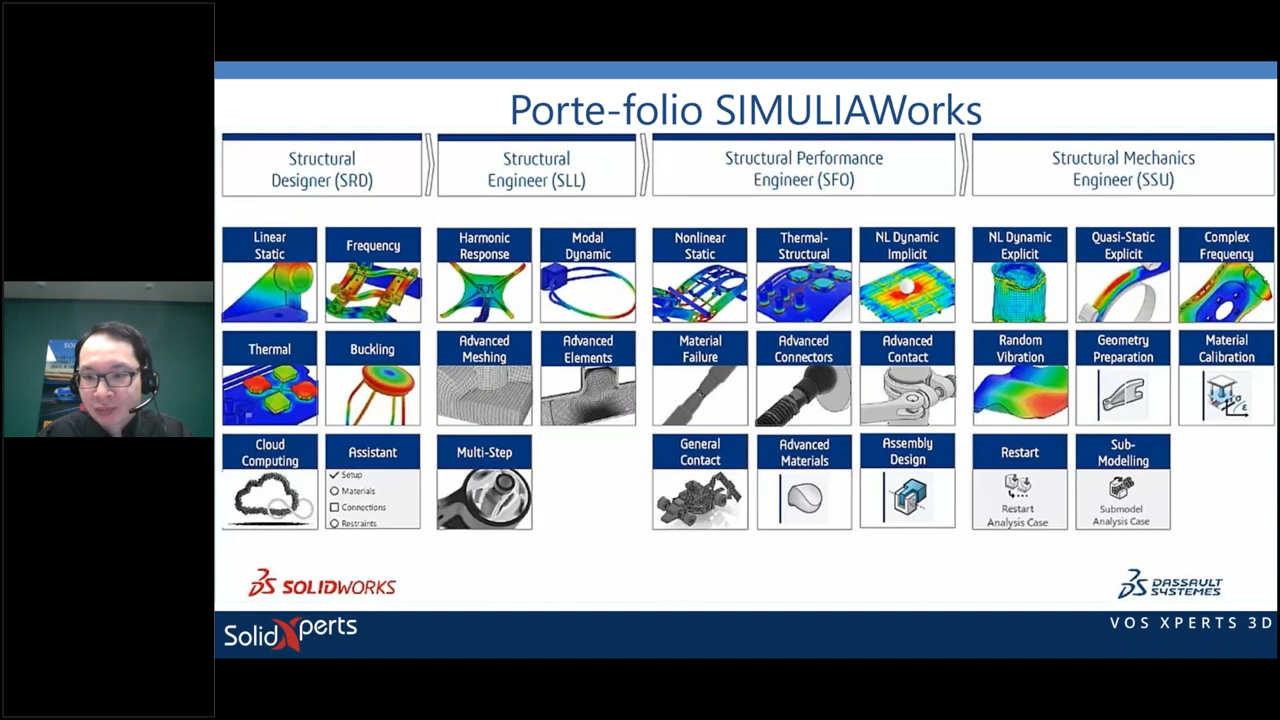 Porte-folio SIMULIAWorks
Structural
Designer (SRD)
Structural
Engineer (SLL)
Structural Performance
Engineer (SFO)
Structural Mechanics
Engineer (SSU)
Linear
Static
Frequency
Harmonic
Response
Modal
Dynamic
Nonlinear
Static
Thermal-
Structural
NL Dynamic
Implicit
NL Dynamic
Explicit
Quasi-Static
Explicit
Complex
Frequency
Thermal
Buckling
Advanced
Meshing
Advanced
Elements
Material
Failure
Advanced
Connectors
Advanced
Contact
Random
Vibration
Geometry
Preparation
Material
Calibration
σ
ε
Cloud
Computing
Assistant
Setup
Materials
Connections
Restraints
Multi-Step
General
Contact
Advanced
Materials
Assembly
Design
Restart
Restart
Analysis Case
Sub-
Modelling
Submodel
Analysis Case
DS SOLIDWORKS
DS DASSAULT
SYSTEMES
SolidXperts
VOS XPERTS 3D